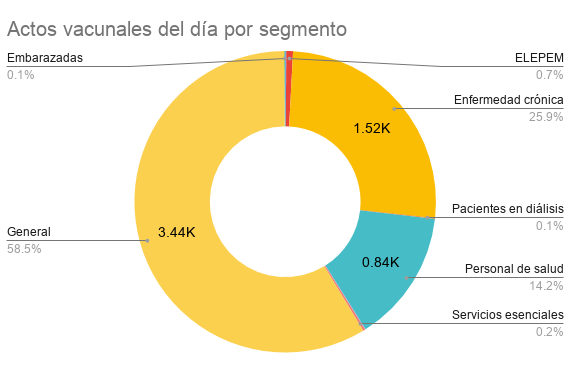 Actos vacunales del día por segmento
Embarazadas
0.1%
ELEPEM
0.7%
Enfermedad crónica
25.9%
1.52K
Pacientes en diálisis
0.1%
General
58.5%
3.44K
0.84K
Personal de salud
14.2%
Servicios esenciales
0.2%